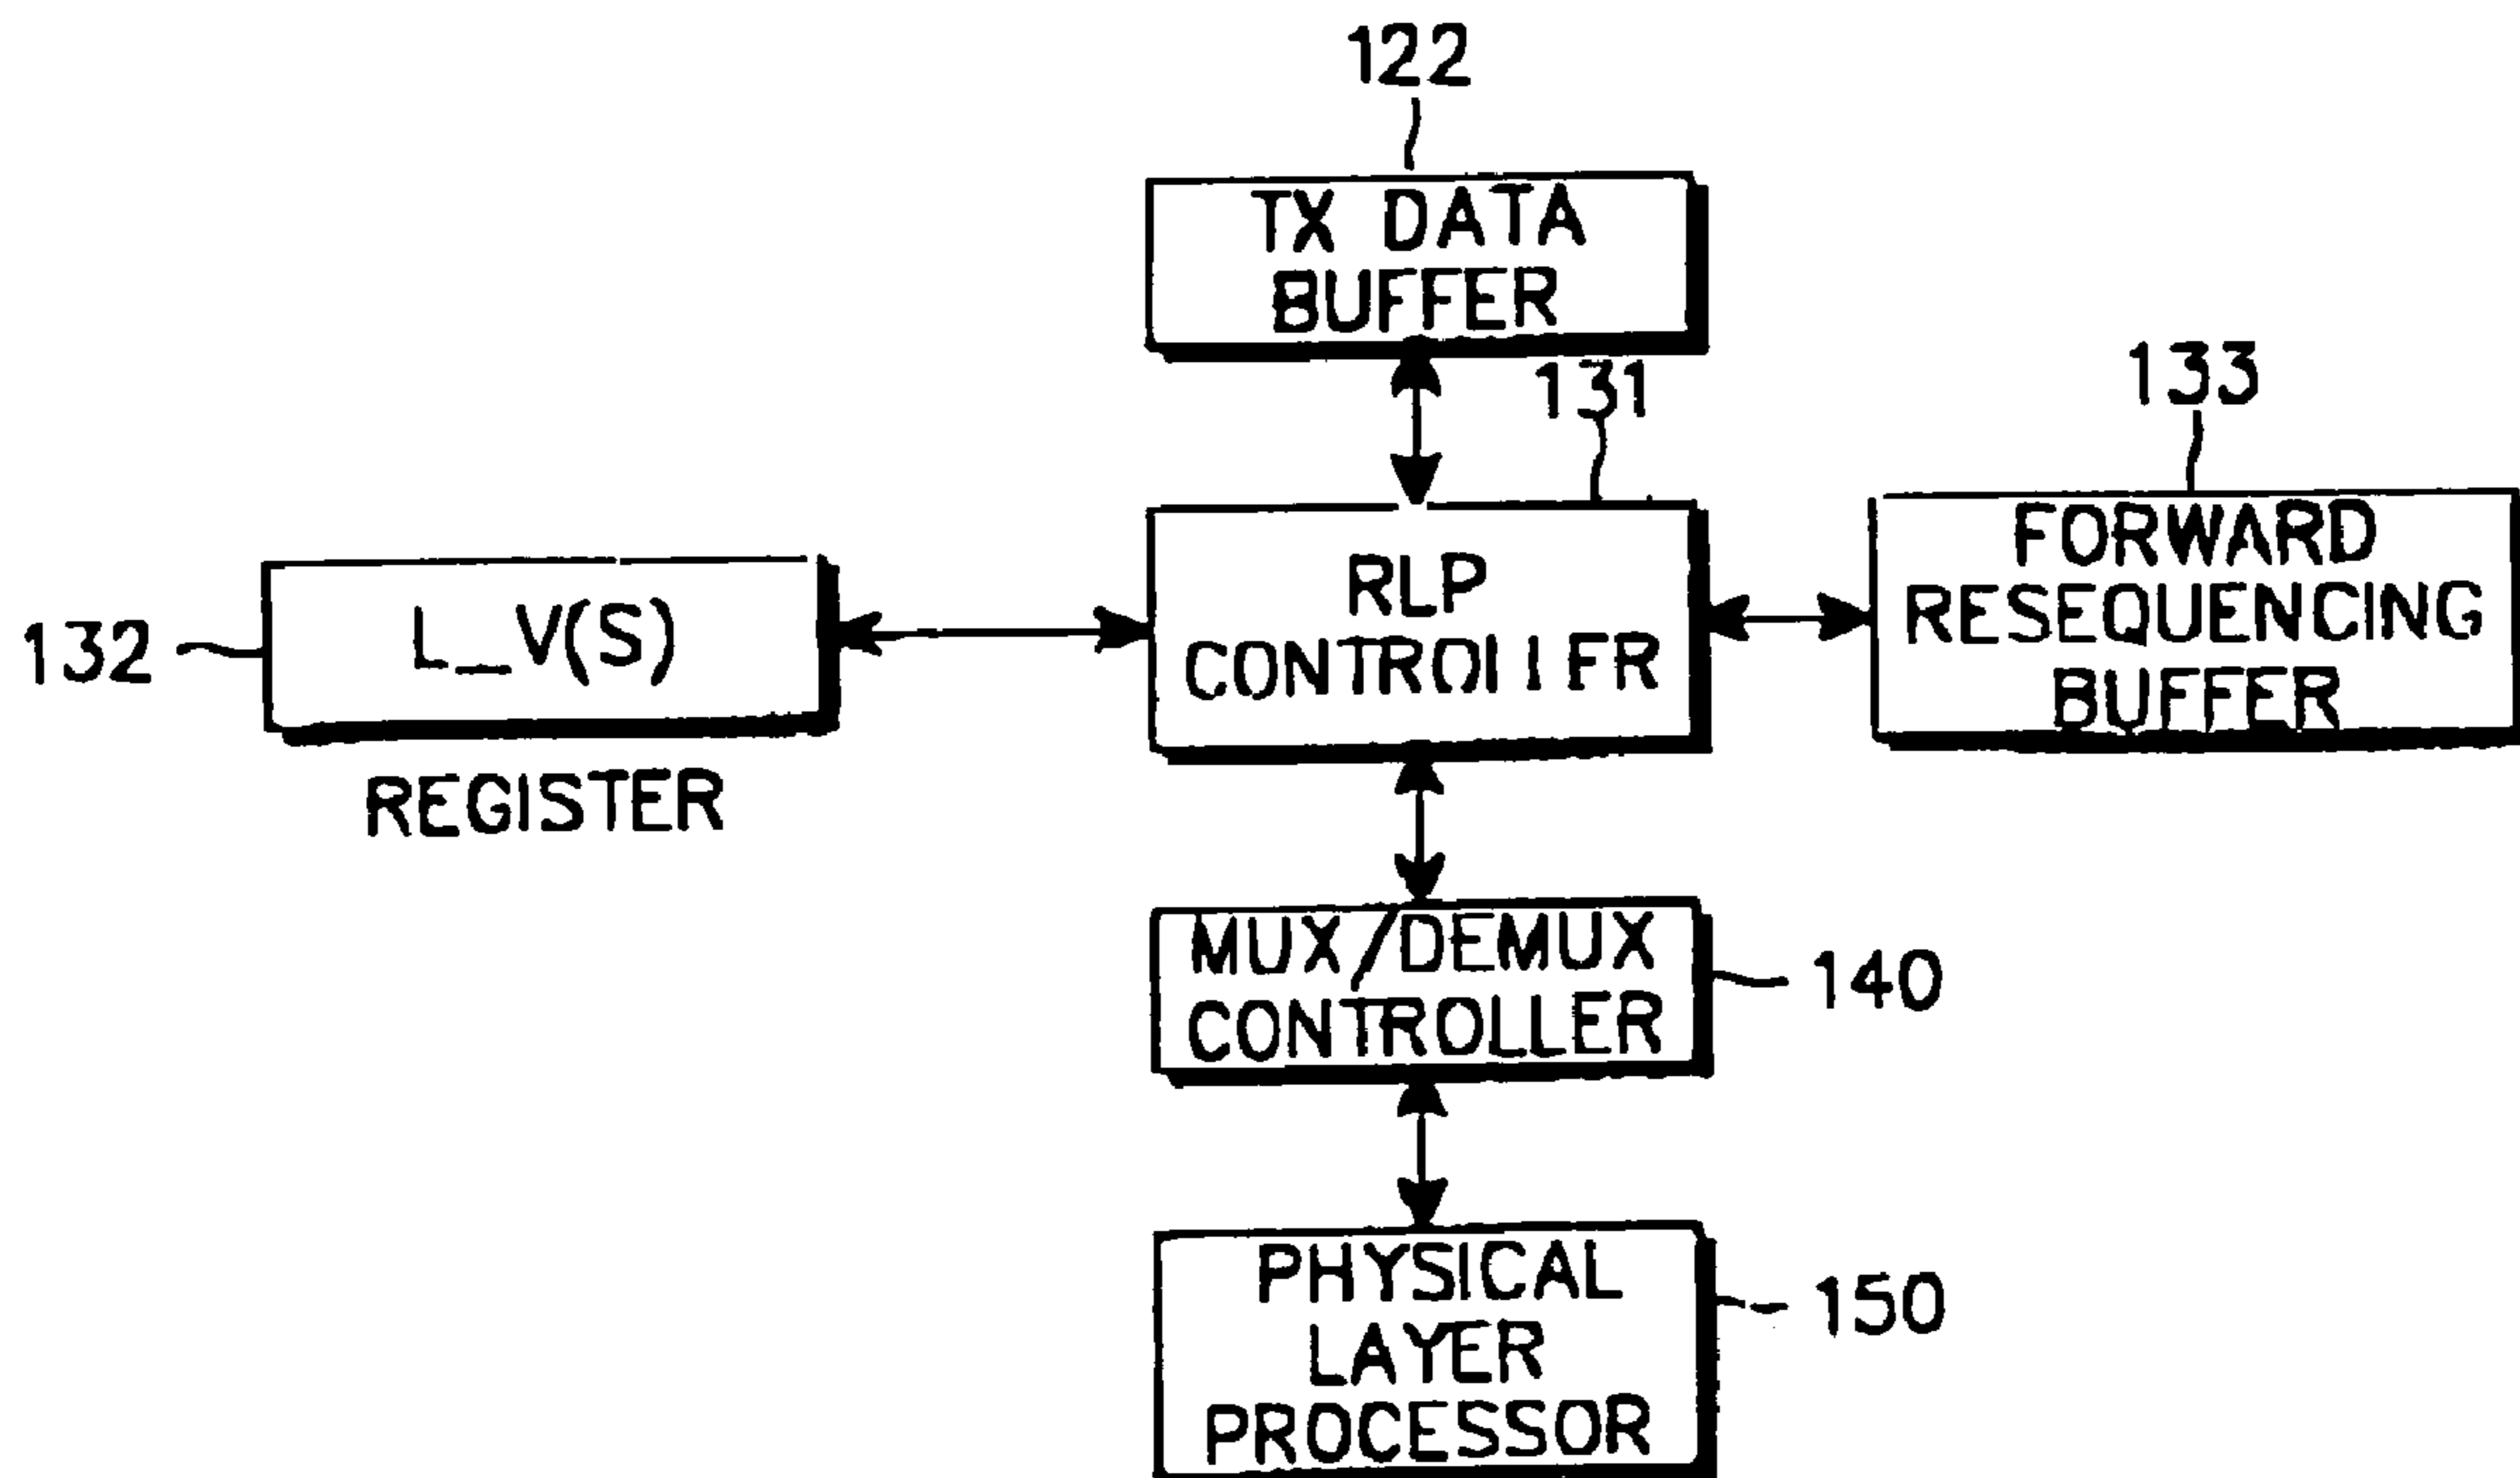 122
TX DATA
BUFFER
131
133
RLP
CONTROLLER
FORWARD
RESEQUENCING
BUFFER
132
L_V(S)
REGISTER
MUX/DEMUX
CONTROLLER
140
PHYSICAL
LAYER
PROCESSOR
150